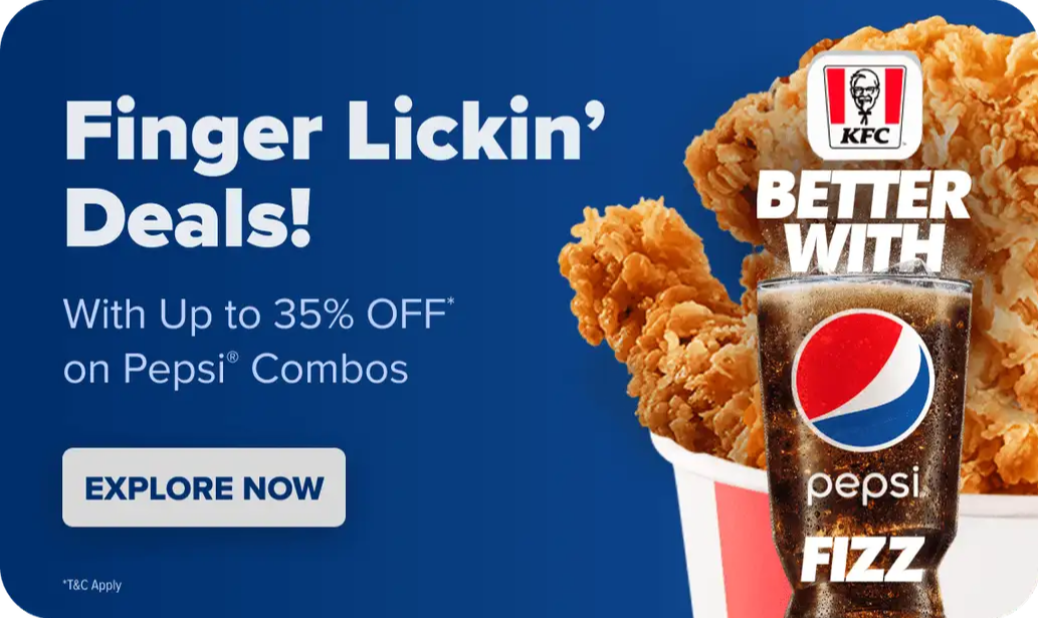 Finger Lickin’
Deals!
With Up to 35% OFF*
on Pepsi® Combos
EXPLORE NOW
*T&C Apply
KFC
BETTER
WITH
pepsi
FIZZ